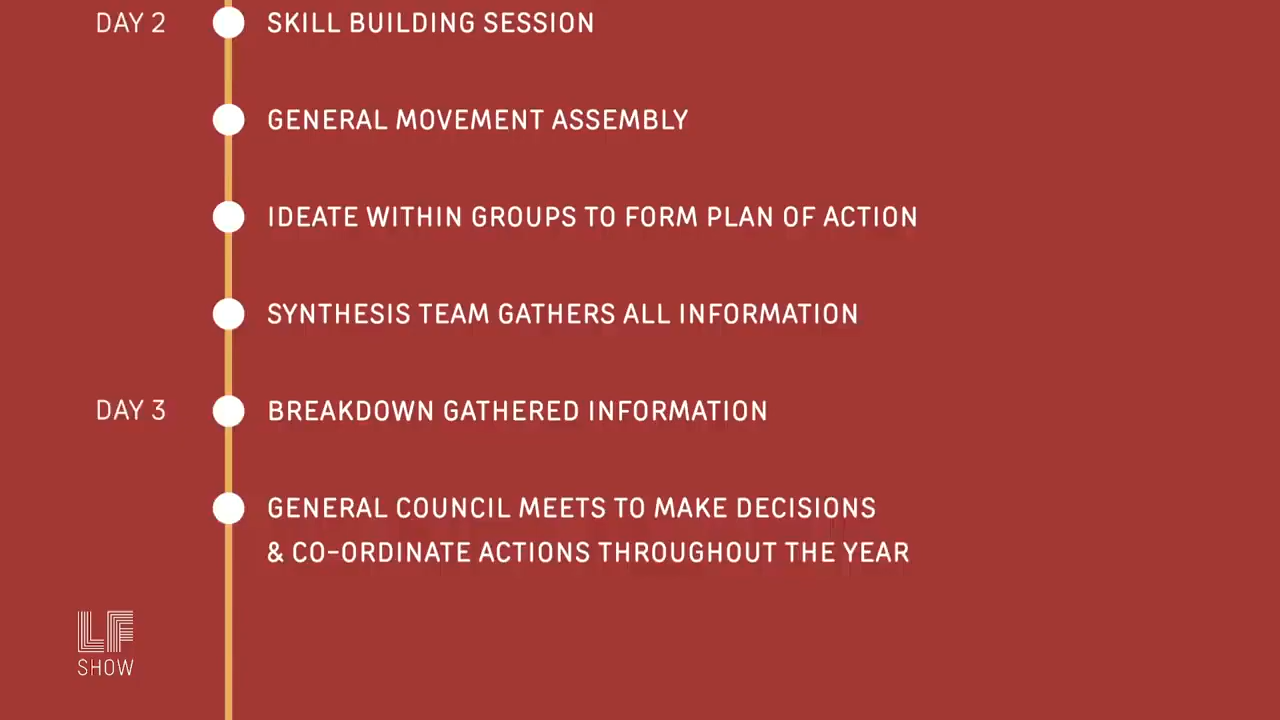 DAY 2
SKILL BUILDING SESSION
GENERAL MOVEMENT ASSEMBLY
IDEATE WITHIN GROUPS TO FORM PLAN OF ACTION
SYNTHESIS TEAM GATHERS ALL INFORMATION
DAY 3
BREAKDOWN GATHERED INFORMATION
GENERAL COUNCIL MEETS TO MAKE DECISIONS
& CO-ORDINATE ACTIONS THROUGHOUT THE YEAR
LF
SHOW